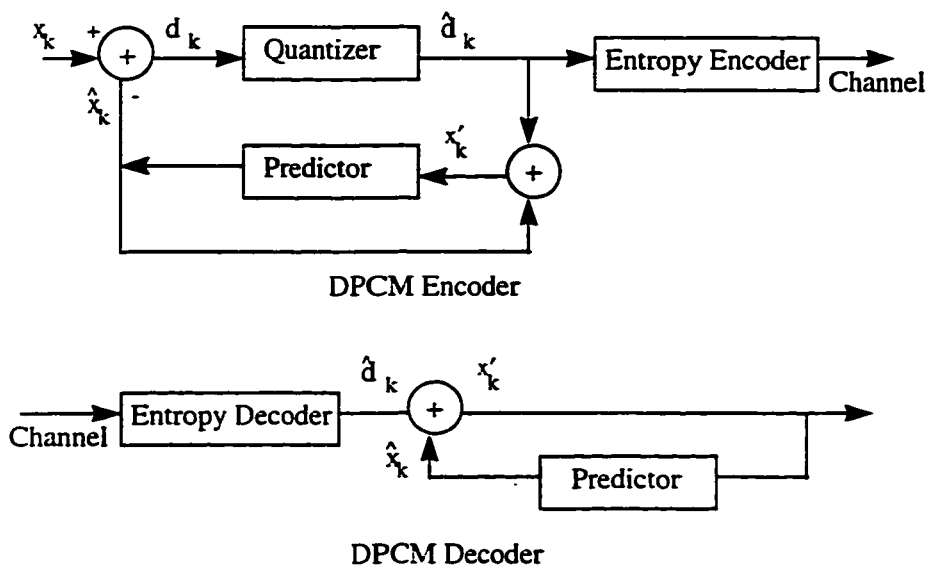 x_k + + d_k Quantizer d̂_k Entropy Encoder
Channel
x̂_k -
Predictor x′_k +
DPCM Encoder
d̂_k x′_k
Entropy Decoder +
Channel
x̂_k
Predictor
DPCM Decoder